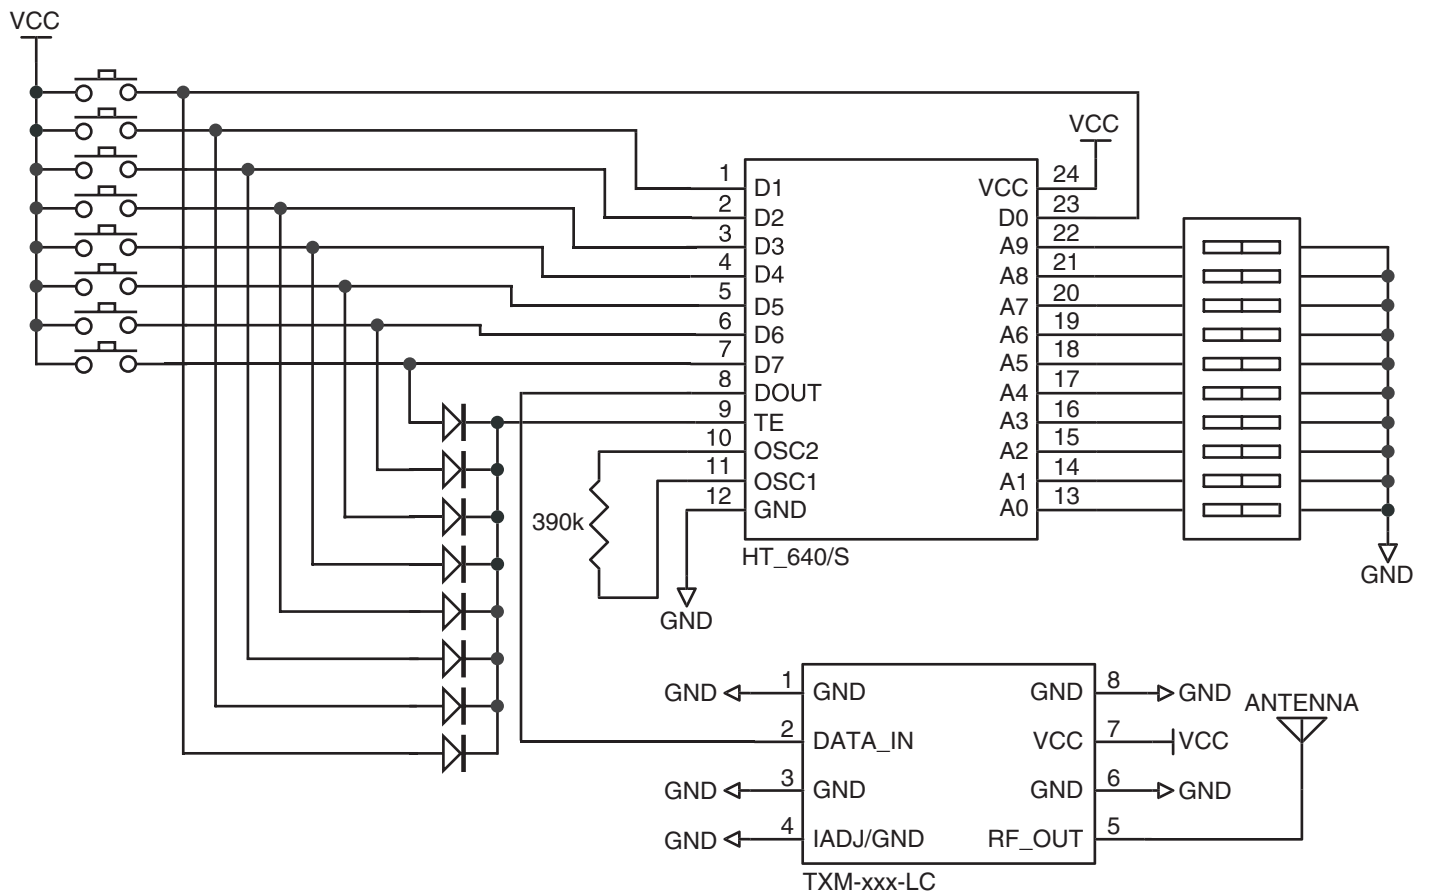 VCC
VCC
1 D1 VCC 24
2 D2 D0 23
3 D3 A9 22
4 D4 A8 21
5 D5 A7 20
6 D6 A6 19
7 D7 A5 18
8 DOUT A4 17
9 TE A3 16
10 OSC2 A2 15
11 OSC1 A1 14
12 GND A0 13
390k
HT_640/S
GND
GND
GND 1 GND GND 8 GND
ANTENNA
2 DATA_IN VCC 7 VCC
GND 3 GND GND 6 GND
GND 4 IADJ/GND RF_OUT 5
TXM-xxx-LC